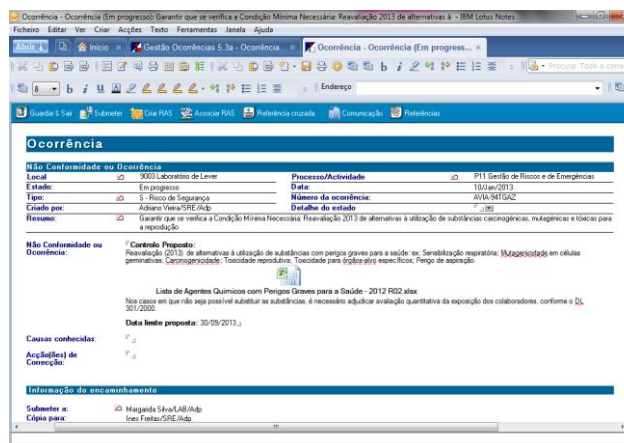 Ocorrência - Ocorrência (Em progresso): Garantir que se verifica a Condição Mínima Necessária: Reavaliação 2013 de alternativas à - IBM Lotus Notes
Ficheiro Editar Ver Criar Acções Texto Ferramentas Janela Ajuda
Abrir Início × Gestão Ocorrências 5.3a - Ocorrência... × Ocorrência - Ocorrência (Em progress... ×
Procurar Todo o
8 b i u Endereço
Guardar & Sair Submeter Criar RAS Associar RAS Referência cruzada Comunicação Referências
Ocorrência
Não Conformidade ou Ocorrência
Local 9003 Laboratório de Lever Processo/Actividade P11 Gestão de Riscos e de Emergências
Estado: Em progresso Data: 10/Jan/2013
Tipo: S - Risco de Segurança Número da ocorrência: AVIA-94TGAZ
Criado por: Adriano Vieira/SRE/Adp Detalhe do estado
Resumo: Garantir que se verifica a Condição Mínima Necessária: Reavaliação 2013 de alternativas à utilização de substâncias carcinogénicas, mutagénicas e tóxicas para
a reprodução
Não Conformidade ou Controlo Proposto:
Ocorrência: Reavaliação (2013) de alternativas à utilização de substâncias com perigos graves para a saúde: ex: Sensibilização respiratória; Mutagenicidade em células
germinativas; Carcinogenicidade; Toxicidade reprodutiva; Toxicidade para órgãos-alvo específicos; Perigo de aspiração.
Lista de Agentes Quimicos com Perigos Graves para a Saúde - 2012 R02.xlsx
Nos casos em que não seja possível substituir as substâncias, é necessário adjudicar avaliação quantitativa da exposição dos colaboradores, conforme o DL
301/2000.
Data limite proposta: 30/09/2013
Causas conhecidas
Acção(ões) de
Correcção:
Informação do encaminhamento
Submeter a: Margarida Silva/LAB/Adp
Cópia para: Ines Freitas/SRE/Adp